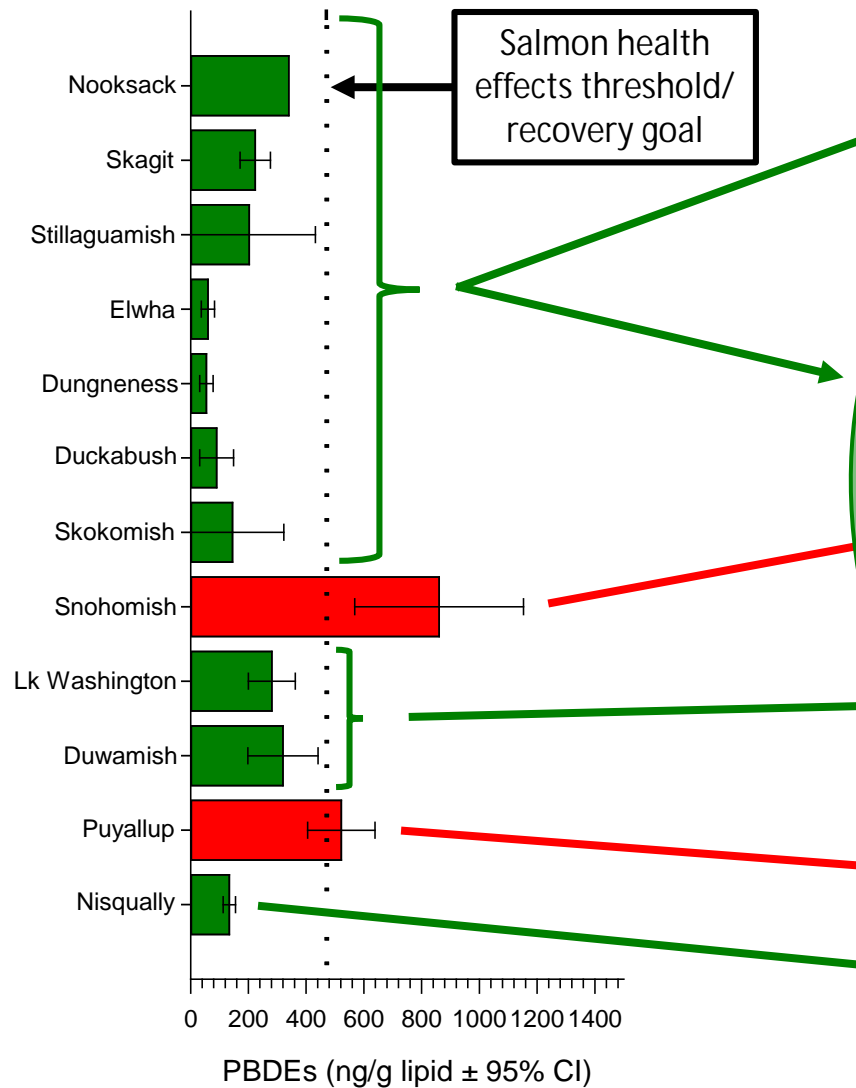 Salmon health
effects threshold/
recovery goal
Nooksack
Skagit
Stillaguamish
Elwha
Dungneness
Duckabush
Skokomish
Snohomish
Lk Washington
Duwamish
Puyallup
Nisqually
0 200 400 600 800 1000 1200 1400
PBDEs (ng/g lipid ± 95% CI)